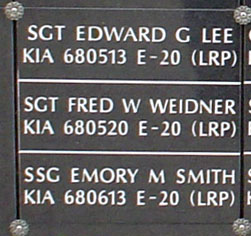 SGT EDWARD G LEE
KIA 680513 E-20 (LRP)
SGT FRED W WEIDNER
KIA 680520 E-20 (LRP)
SSG EMORY M SMITH
KIA 680613 E-20 (LRP)